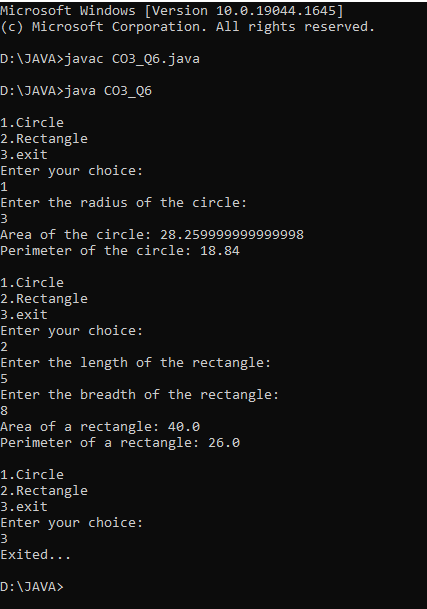 Microsoft Windows [Version 10.0.19044.1645]
(c) Microsoft Corporation. All rights reserved.
D:\JAVA>javac CO3_Q6.java
D:\JAVA>java CO3_Q6
1.Circle
2.Rectangle
3.exit
Enter your choice:
1
Enter the radius of the circle:
3
Area of the circle: 28.259999999999998
Perimeter of the circle: 18.84
1.Circle
2.Rectangle
3.exit
Enter your choice:
2
Enter the length of the rectangle:
5
Enter the breadth of the rectangle:
8
Area of a rectangle: 40.0
Perimeter of a rectangle: 26.0
1.Circle
2.Rectangle
3.exit
Enter your choice:
3
Exited...
D:\JAVA>